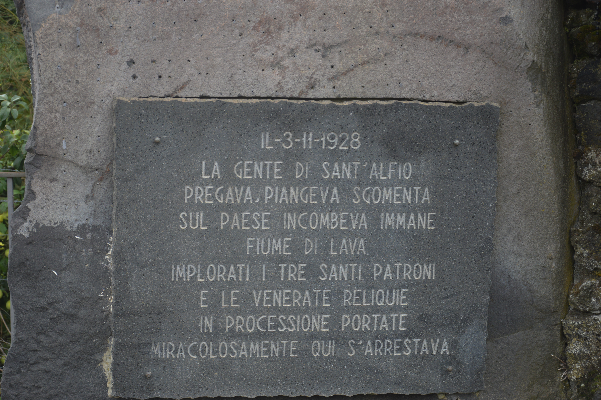 IL-3-11-1928
LA GENTE DI SANT'ALFIO
PREGAVA, PIANGEVA SGOMENTA
SUL PAESE INCOMBEVA IMMANE
FIUME DI LAVA
IMPLORATI I TRE SANTI PATRONI
E LE VENERATE RELIQUIE
IN PROCESSIONE PORTATE
MIRACOLOSAMENTE QUI S'ARRESTAVA